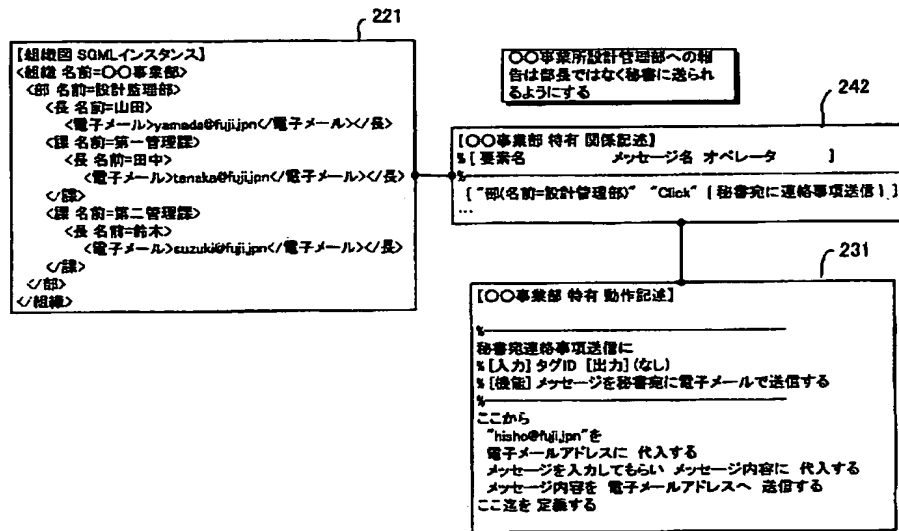 221
【組織図 SGMLインスタンス】
<組織 名前=〇〇事業部>
<部 名前=設計監理部>
<長 名前=山田>
<電子メール>yamada@fuji.jpn</電子メール></長>
<課 名前=第一管理課>
<長 名前=田中>
<電子メール>tanaka@fuji.jpn</電子メール></長>
</課>
<課 名前=第二管理課>
<長 名前=鈴木>
<電子メール>suzuki@fuji.jpn</電子メール></長>
</課>
</部>
</組織>
〇〇事業所設計管理部への報
告は部長ではなく秘書に送られ
るようにする
242
【〇〇事業部 特有 関係記述】
%[ 要素名 メッセージ名 オペレータ ]
%
[ "部(名前=設計管理部)" "Click" { 秘書宛に連絡事項送信 } ]
...
231
【〇〇事業部 特有 動作記述】
%
秘書宛連絡事項送信に
% [入力] タグID [出力] (なし)
% [機能] メッセージを秘書宛に電子メールで送信する
%
ここから
"hisho@fuji.jpn"を
電子メールアドレスに 代入する
メッセージを入力してもらい メッセージ内容に 代入する
メッセージ内容を 電子メールアドレスへ 送信する
ここ迄を 定義する